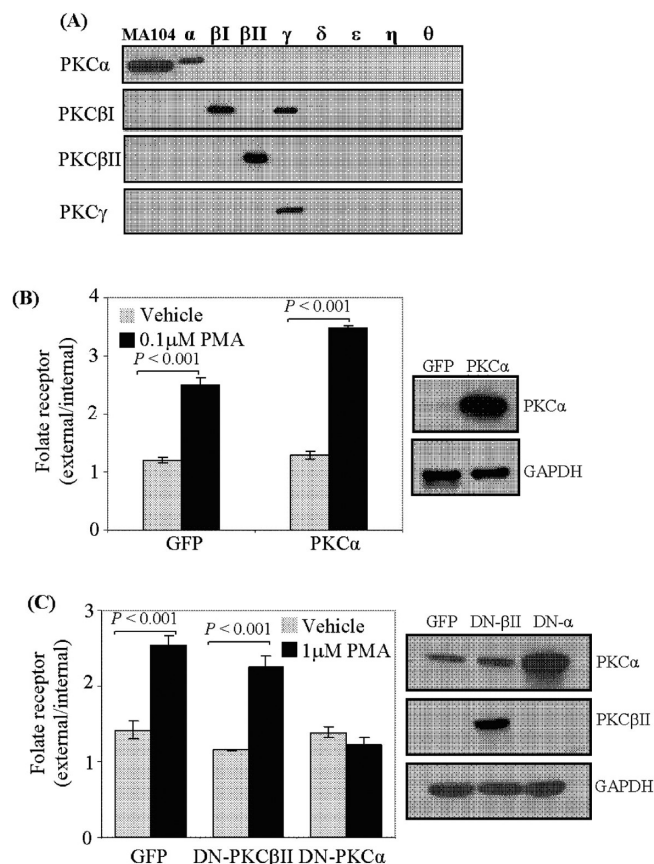 (A)
MA104 α βI βII γ δ ε η θ
PKCα
PKCβI
PKCβII
PKCγ
(B)
4
3
2
1
0
Folate receptor
(external/internal)
Vehicle
0.1μM PMA
P < 0.001
P < 0.001
GFP PKCα
GFP PKCα
PKCα
GAPDH
(C)
3
2
1
0
Folate receptor
(external/internal)
P < 0.001
P < 0.001
Vehicle
1μM PMA
GFP DN-PKCβII DN-PKCα
GFP DN-βII DN-α
PKCα
PKCβII
GAPDH